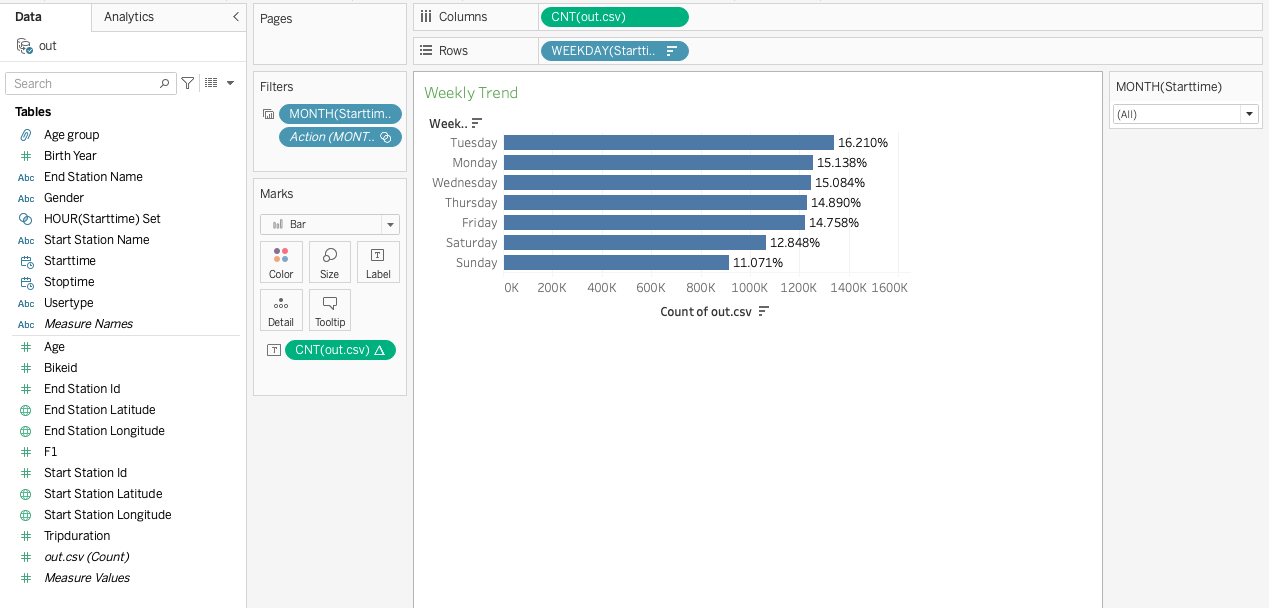 Data
Analytics
out
Search
Tables
Age group
Birth Year
Abc End Station Name
Abc Gender
HOUR(Starttime) Set
Abc Start Station Name
Starttime
Stoptime
Abc Usertype
Abc Measure Names
Age
Bikeid
End Station Id
End Station Latitude
End Station Longitude
F1
Start Station Id
Start Station Latitude
Start Station Longitude
Tripduration
out.csv (Count)
Measure Values
Pages
Filters
MONTH(Starttim..
Action (MONT..
Marks
Bar
Color Size Label
Detail Tooltip
CNT(out.csv)
Columns CNT(out.csv)
Rows WEEKDAY(Startti..
Weekly Trend
Week..
Tuesday 16.210%
Monday 15.138%
Wednesday 15.084%
Thursday 14.890%
Friday 14.758%
Saturday 12.848%
Sunday 11.071%
0K 200K 400K 600K 800K 1000K 1200K 1400K 1600K
Count of out.csv
MONTH(Starttime)
(All)